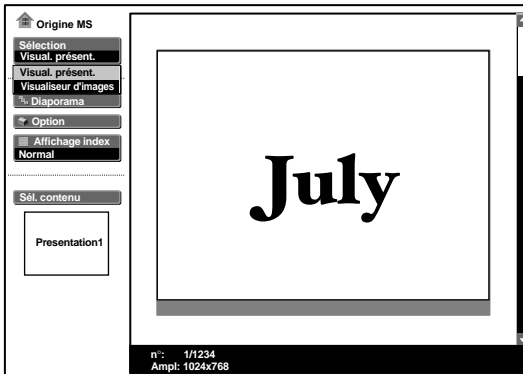 Origine MS
Sélection
Visual. présent.
Visual. présent.
Visualiseur d'images
Diaporama
Option
Affichage index
Normal
Sél. contenu
Presentation1
July
n°: 1/1234
Ampl: 1024x768